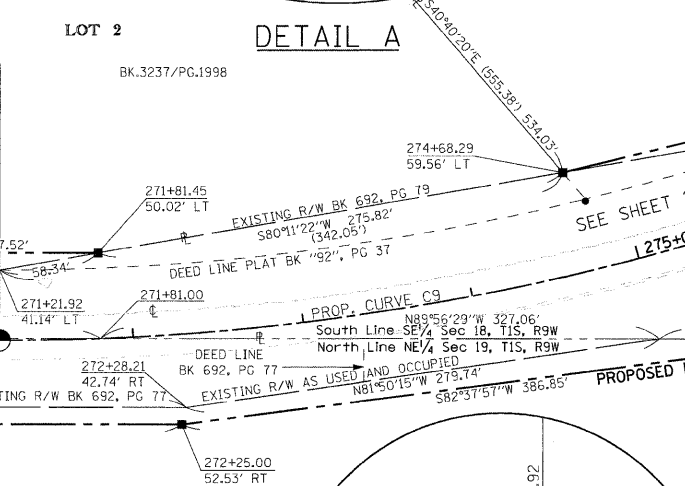 LOT 2
DETAIL A
BK.3237/PG.1998
S40°40'20"E (555.38') 534.03'
274+68.29
59.56' LT
271+81.45
50.02' LT
EXISTING R/W BK 692, PG 79
S80°11'22"W 275.82'
(342.05')
SEE SHEET
7.52'
58.34'
DEED LINE PLAT BK "92", PG 37
275+0
271+21.92
41.14' LT
271+81.00
PROP. CURVE C9
N89°56'29"W 327.06'
South Line SE¼ Sec 18, T1S, R9W
North Line NE¼ Sec 19, T1S, R9W
DEED LINE
BK 692, PG 77
272+28.21
42.74' RT
TING R/W BK 692, PG 77
EXISTING R/W AS USED AND OCCUPIED
N81°50'15"W 279.74'
S82°37'57"W 386.85'
PROPOSED
272+25.00
52.53' RT
.92